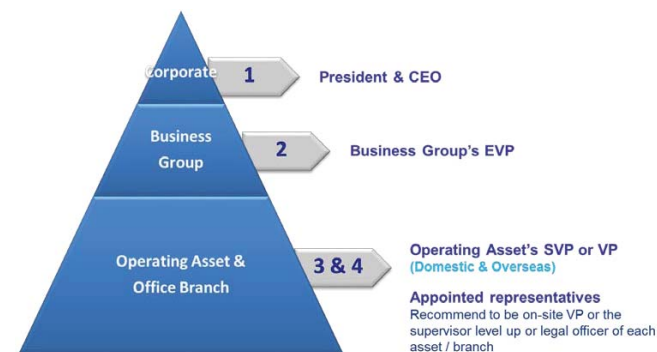 Corporate
1
President & CEO
Business
Group
2
Business Group's EVP
Operating Asset &
Office Branch
3 & 4
Operating Asset's SVP or VP
(Domestic & Overseas)
Appointed representatives
Recommend to be on-site VP or the
supervisor level up or legal officer of each
asset / branch